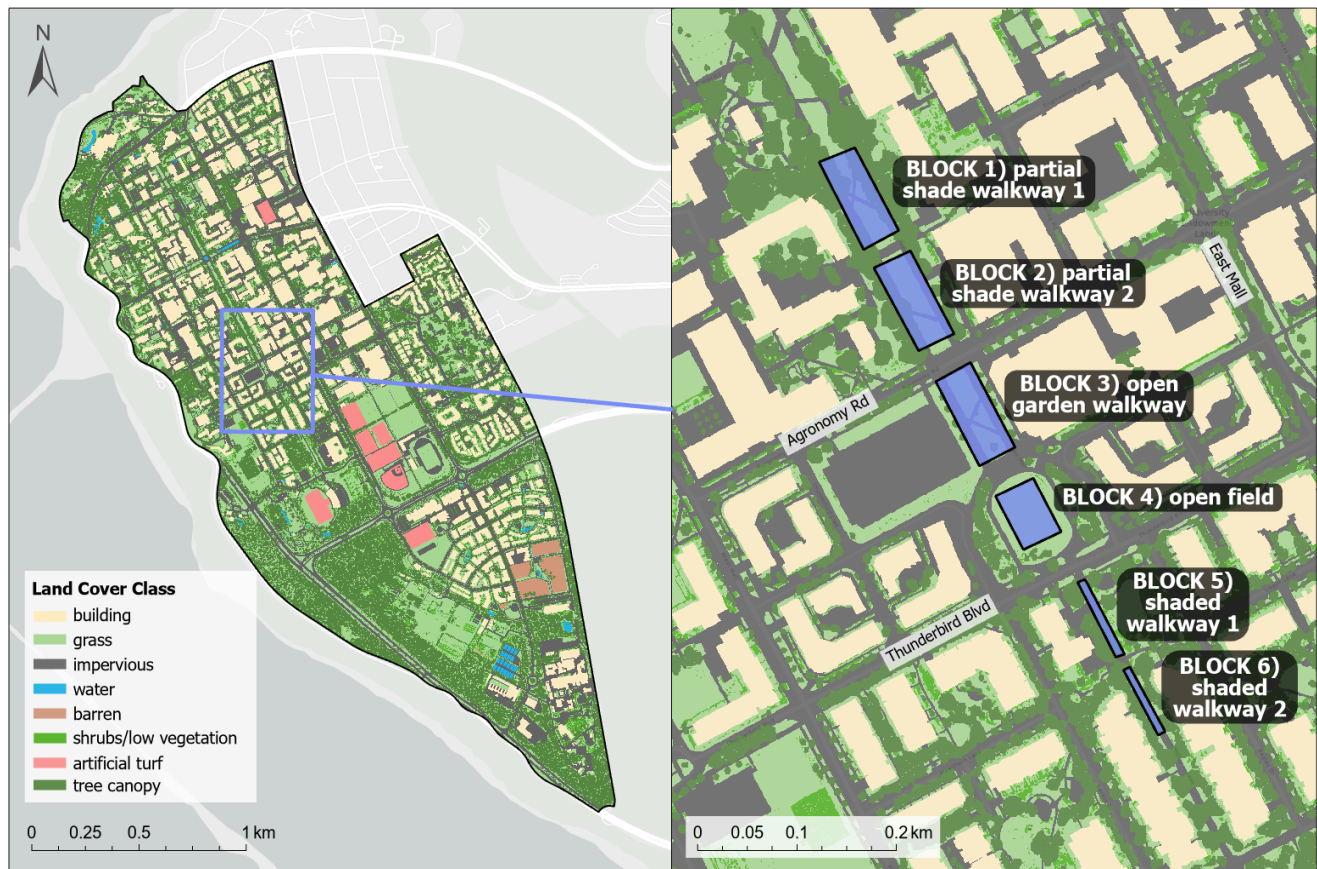 N
Land Cover Class
building
grass
impervious
water
barren
shrubs/low vegetation
artificial turf
tree canopy
0 0.25 0.5 1 km
BLOCK 1) partial
shade walkway 1
BLOCK 2) partial
shade walkway 2
East Mall
BLOCK 3) open
garden walkway
Agronomy Rd
BLOCK 4) open field
BLOCK 5)
shaded
walkway 1
Thunderbird Blvd
BLOCK 6)
shaded
walkway 2
0 0.05 0.1 0.2 km